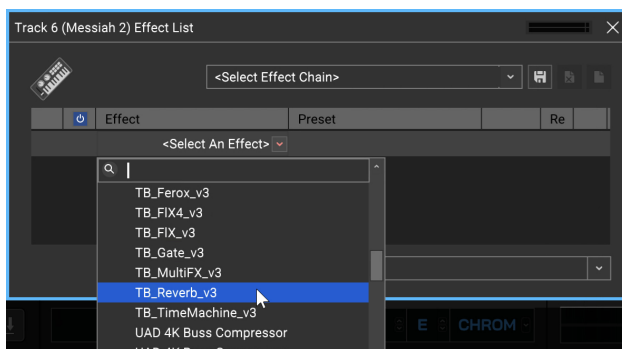 Track 6 (Messiah 2) Effect List
<Select Effect Chain>
Effect Preset Re
<Select An Effect>
TB_Ferox_v3
TB_FIX4_v3
TB_FIX_v3
TB_Gate_v3
TB_MultiFX_v3
TB_Reverb_v3
TB_TimeMachine_v3
UAD 4K Buss Compressor
E CHROM